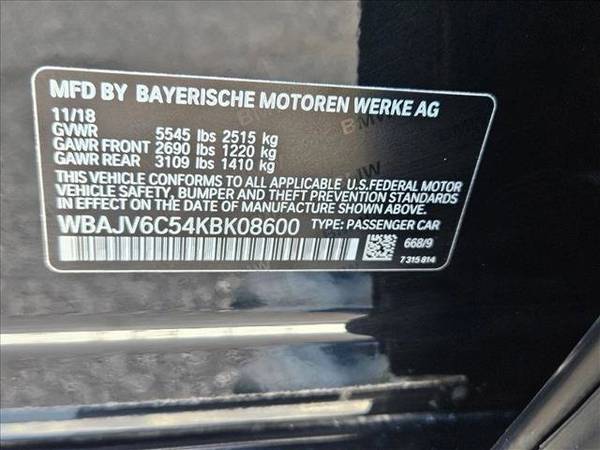 MFD BY BAYERISCHE MOTOREN WERKE AG
11/18
GVWR 5545 lbs 2515 kg
GAWR FRONT 2690 lbs 1220 kg
GAWR REAR 3109 lbs 1410 kg
THIS VEHICLE CONFORMS TO ALL APPLICABLE U.S.FEDERAL MOTOR
VEHICLE SAFETY, BUMPER AND THEFT PREVENTION STANDARDS
IN EFFECT ON THE DATE OF MANUFACTURE SHOWN ABOVE.
WBAJV6C54KBK08600 TYPE: PASSENGER CAR
668/9
7 315 814